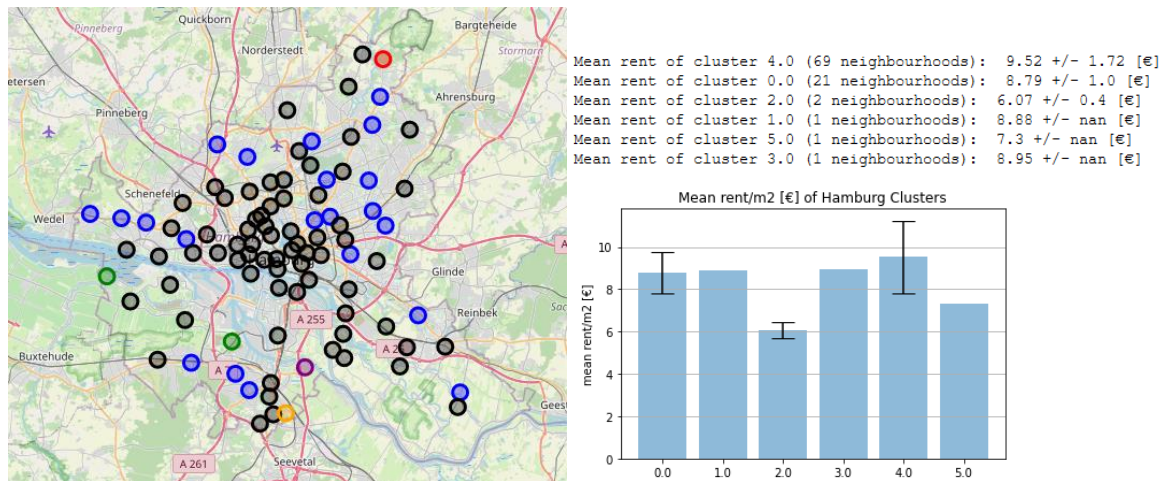 Quickborn
Bargteheide
Pinneberg
Norderstedt
Stormarn
etersen
Ahrensburg
Pinneberg
Schenefeld
Wedel
Hamburg
A
Glinde
A 255
Reinbek
Sac
Buxtehude
A 7
A 25
Geest
A 261
Seevetal
Mean rent of cluster 4.0 (69 neighbourhoods):  9.52 +/- 1.72 [€]
Mean rent of cluster 0.0 (21 neighbourhoods):  8.79 +/- 1.0 [€]
Mean rent of cluster 2.0 (2 neighbourhoods):  6.07 +/- 0.4 [€]
Mean rent of cluster 1.0 (1 neighbourhoods):  8.88 +/- nan [€]
Mean rent of cluster 5.0 (1 neighbourhoods):  7.3 +/- nan [€]
Mean rent of cluster 3.0 (1 neighbourhoods):  8.95 +/- nan [€]
Mean rent/m2 [€] of Hamburg Clusters
mean rent/m2 [€]
10
8
6
4
2
0
0.0 1.0 2.0 3.0 4.0 5.0